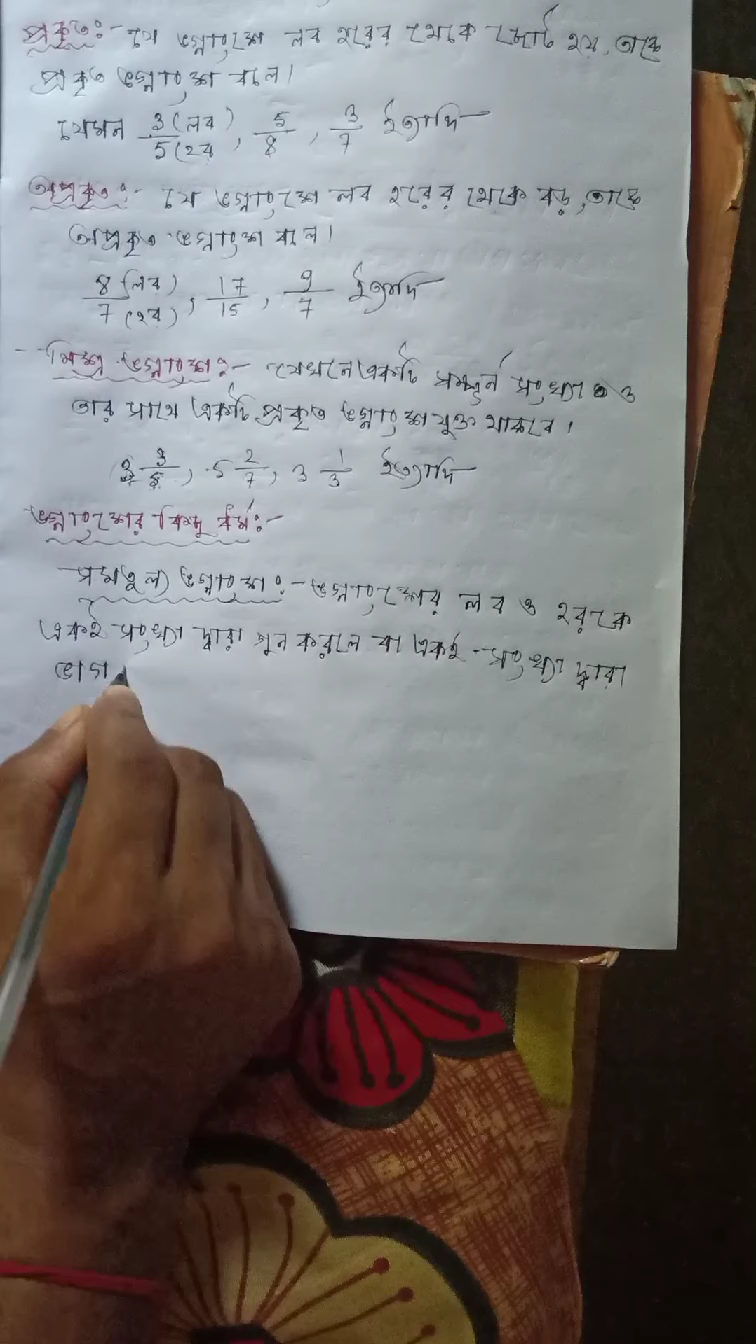 প্রকৃত:- যে ভগ্নাংশে লব হরের থেকে ছোট হয়, তাকে
প্রকৃত ভগ্নাংশ বলে।
যেমন 3(লব)/5(হর), 5/8, 3/7 ইত্যাদি
অপ্রকৃত:- যে ভগ্নাংশে লব হরের থেকে বড়, তাকে
অপ্রকৃত ভগ্নাংশ বলে।
8(লব)/7(হর), 17/15, 9/7 ইত্যাদি
মিশ্র ভগ্নাংশ:- যেখানে একটি সম্পূর্ন সংখ্যা ও
তার সাথে একটি প্রকৃত ভগ্নাংশ যুক্ত থাকবে।
3/5, 5 2/7, 3 1/3 ইত্যাদি
ভগ্নাংশের কিছু ধর্ম:-
সমতুল্য ভগ্নাংশ:- ভগ্নাংশের লব ও হরকে
একই সংখ্যা দ্বারা গুন করলে বা একই সংখ্যা দ্বারা
ভাগ